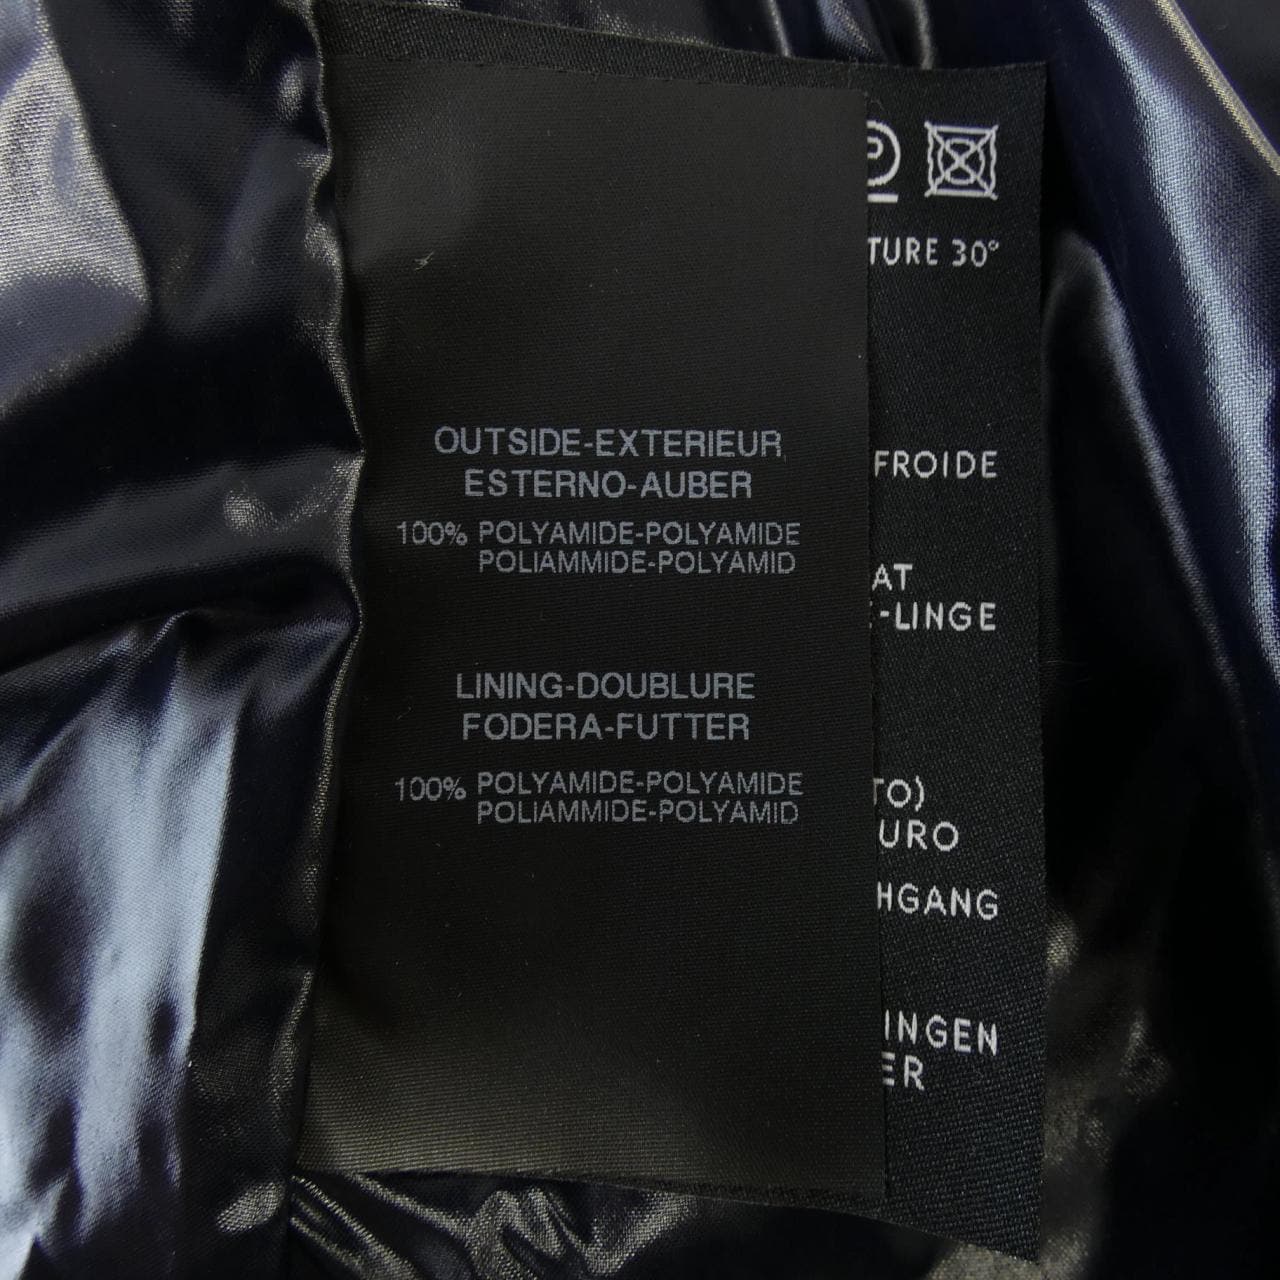 OUTSIDE-EXTERIEUR
ESTERNO-AUBER
100% POLYAMIDE-POLYAMIDE
POLIAMMIDE-POLYAMID
LINING-DOUBLURE
FODERA-FUTTER
100% POLYAMIDE-POLYAMIDE
POLIAMMIDE-POLYAMID
P
TURE 30°
FROIDE
AT
-LINGE
TO)
URO
HGANG
INGEN
ER